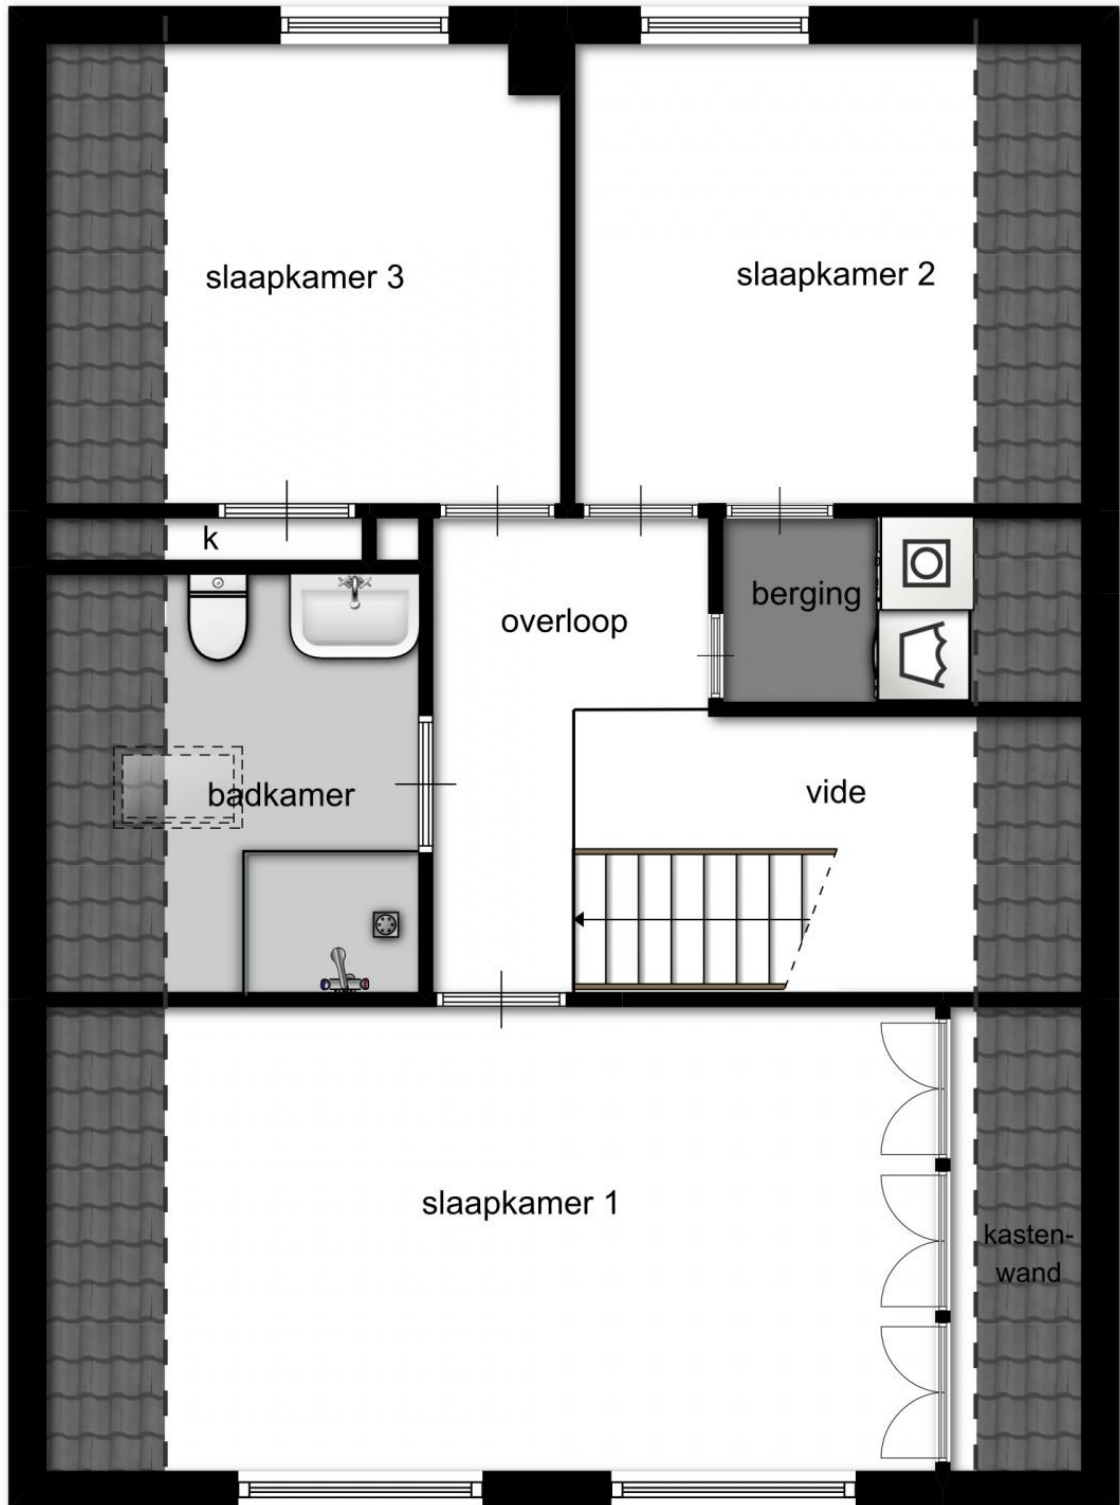 slaapkamer 3
slaapkamer 2
k
berging
overloop
badkamer
vide
slaapkamer 1
kasten-
wand